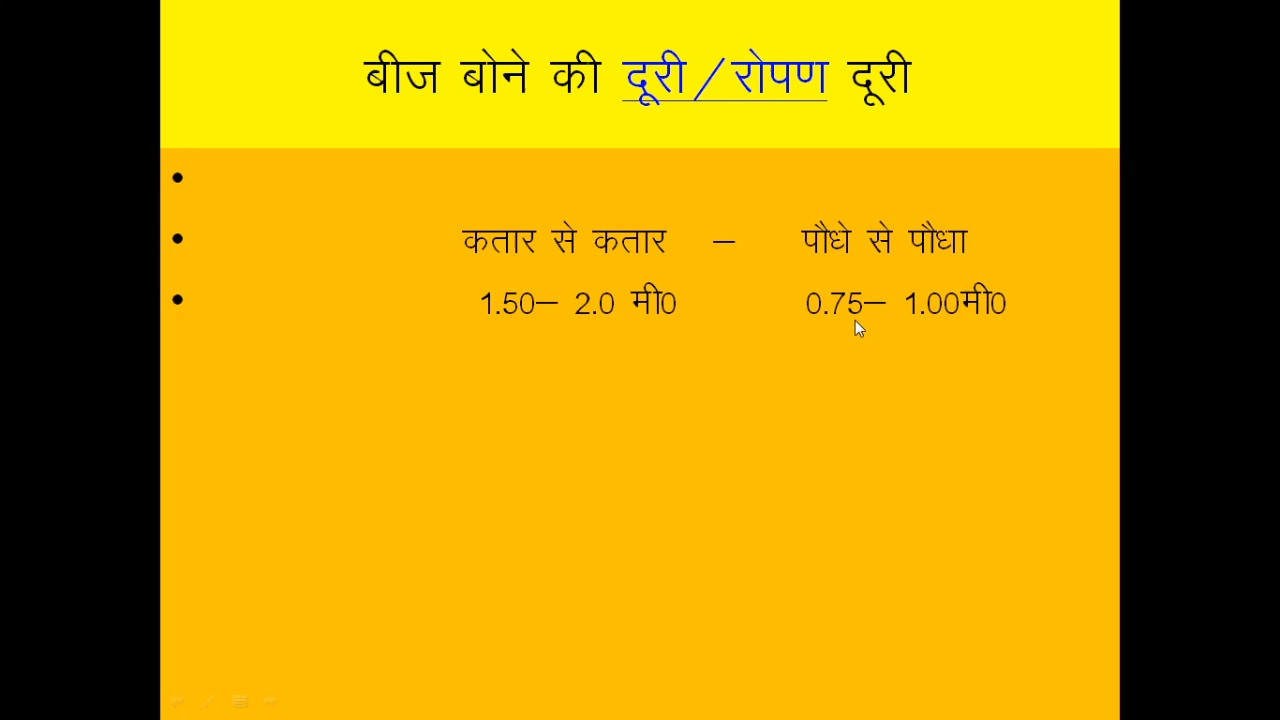 बीज बोने की दूरी/रोपण दूरी
• 
• कतार से कतार – पौधे से पौधा
• 1.50– 2.0 मी0 0.75– 1.00मी0